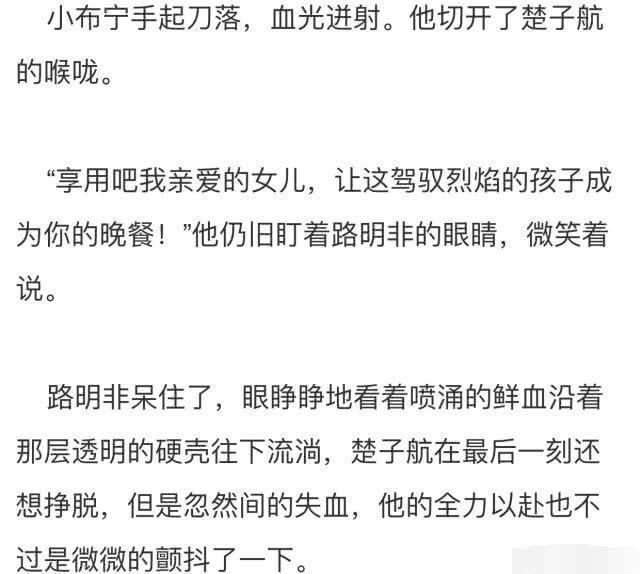 小布宁手起刀落，血光迸射。他切开了楚子航
的喉咙。
“享用吧我亲爱的女儿，让这驾驭烈焰的孩子成
为你的晚餐！”他仍旧盯着路明非的眼睛，微笑着
说。
路明非呆住了，眼睁睁地看着喷涌的鲜血沿着
那层透明的硬壳往下流淌，楚子航在最后一刻还
想挣脱，但是忽然间的失血，他的全力以赴也不
过是微微的颤抖了一下。